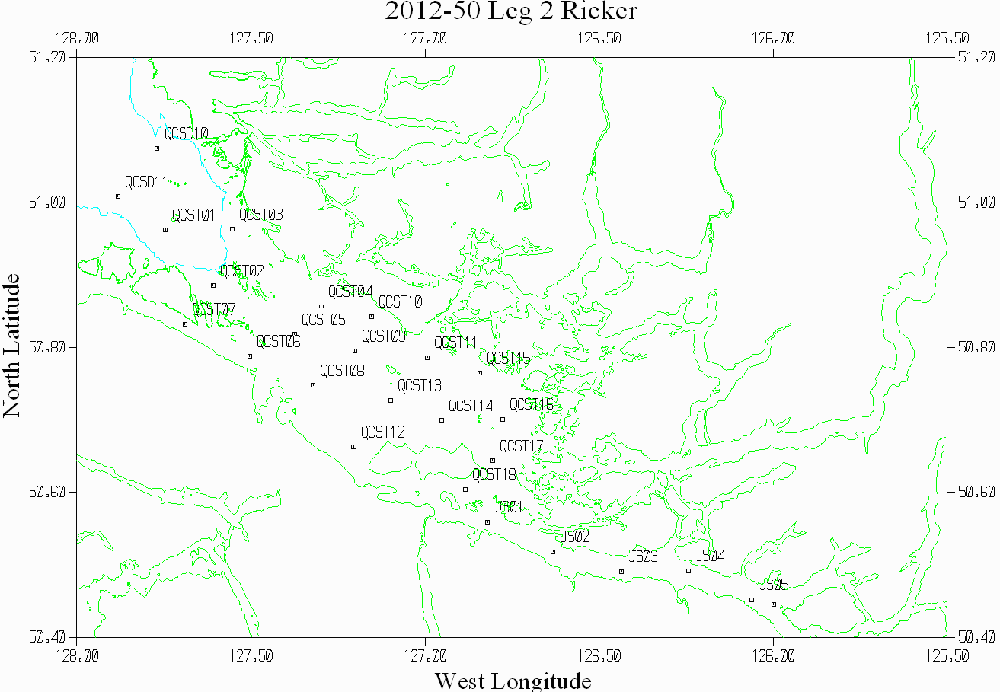 2012-50 Leg 2 Ricker
128.00 127.50 127.00 126.50 126.00 125.50
51.20 51.20
QCSD10
QCSD11
51.00 51.00
QCST01 QCST03
QCST02
QCST04
QCST10
QCST07
QCST05
QCST09
QCST06
QCST11
50.80 50.80
QCST15
QCST08
QCST13
QCST14 QCST16
QCST12
QCST17
QCST18
50.60 50.60
JS01
JS02
JS03 JS04
JS05
50.40 50.40
128.00 127.50 127.00 126.50 126.00 125.50
West Longitude
North Latitude